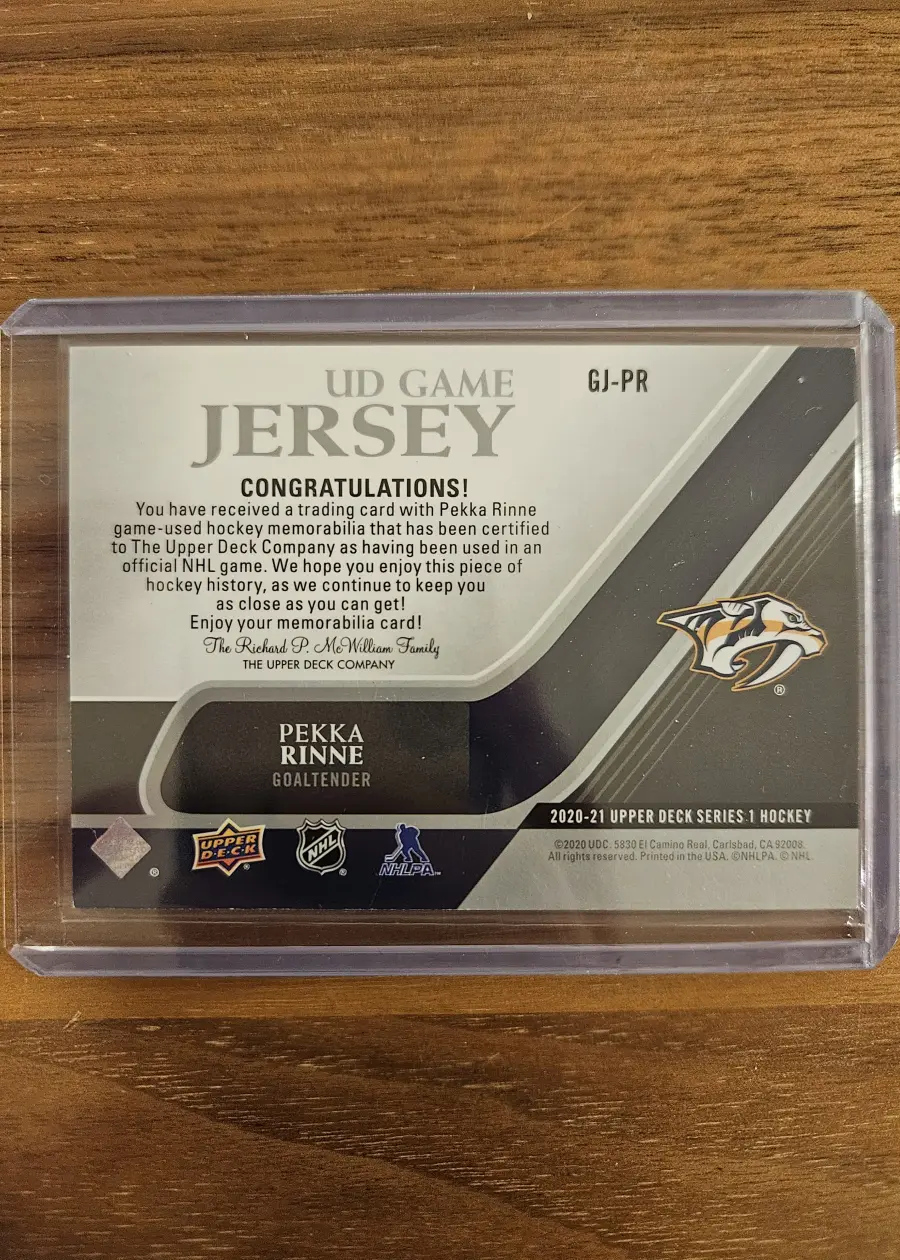 UD GAME
JERSEY
GJ-PR
CONGRATULATIONS!
You have received a trading card with Pekka Rinne
game-used hockey memorabilia that has been certified
to The Upper Deck Company as having been used in an
official NHL game. We hope you enjoy this piece of
hockey history, as we continue to keep you
as close as you can get!
Enjoy your memorabilia card!
The Richard P. McWilliam Family
THE UPPER DECK COMPANY
®
PEKKA
RINNE
GOALTENDER
2020-21 UPPER DECK SERIES 1 HOCKEY
©2020 UDC. 5830 El Camino Real, Carlsbad, CA 92008.
All rights reserved. Printed in the USA. ©NHLPA. © NHL.
®
UPPER
D·E·C·K
®
NHL
®
NHLPA™